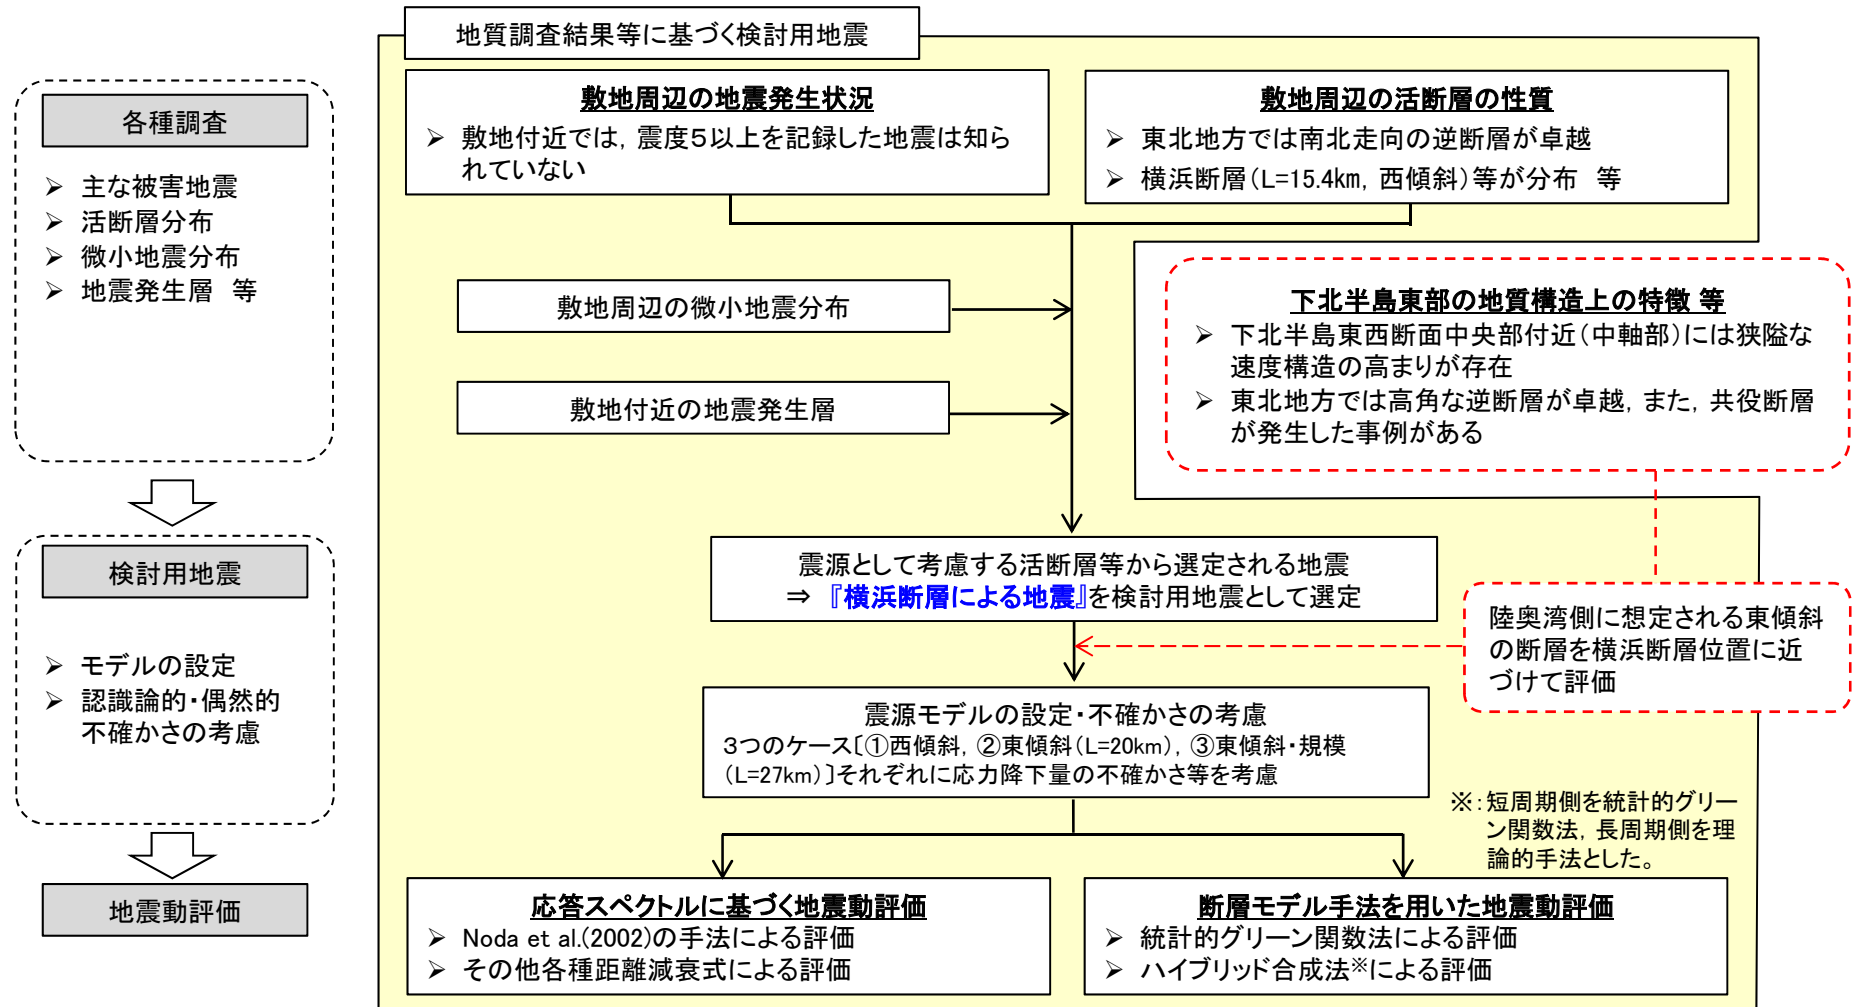 地質調査結果等に基づく検討用地震
各種調査
➢ 主な被害地震
➢ 活断層分布
➢ 微小地震分布
➢ 地震発生層　等
検討用地震
➢ モデルの設定
➢ 認識論的・偶然的
不確かさの考慮
地震動評価
敷地周辺の地震発生状況
➢ 敷地付近では，震度５以上を記録した地震は知ら
れていない
敷地周辺の活断層の性質
➢ 東北地方では南北走向の逆断層が卓越
➢ 横浜断層（L=15.4㎞，西傾斜）等が分布　等
敷地周辺の微小地震分布
敷地付近の地震発生層
下北半島東部の地質構造上の特徴 等
➢ 下北半島東西断面中央部付近（中軸部）には狭隘な
速度構造の高まりが存在
➢ 東北地方では高角な逆断層が卓越，また，共役断層
が発生した事例がある
震源として考慮する活断層等から選定される地震
⇒ 『横浜断層による地震』を検討用地震として選定
陸奥湾側に想定される東傾斜
の断層を横浜断層位置に近
づけて評価
震源モデルの設定・不確かさの考慮
３つのケース〔①西傾斜，②東傾斜（L=20km），③東傾斜・規模
（L=27km）〕それぞれに応力降下量の不確かさ等を考慮
※：短周期側を統計的グリー
ン関数法，長周期側を理
論的手法とした。
応答スペクトルに基づく地震動評価
➢ Noda et al.(2002)の手法による評価
➢ その他各種距離減衰式による評価
断層モデル手法を用いた地震動評価
➢ 統計的グリーン関数法による評価
➢ ハイブリッド合成法※による評価